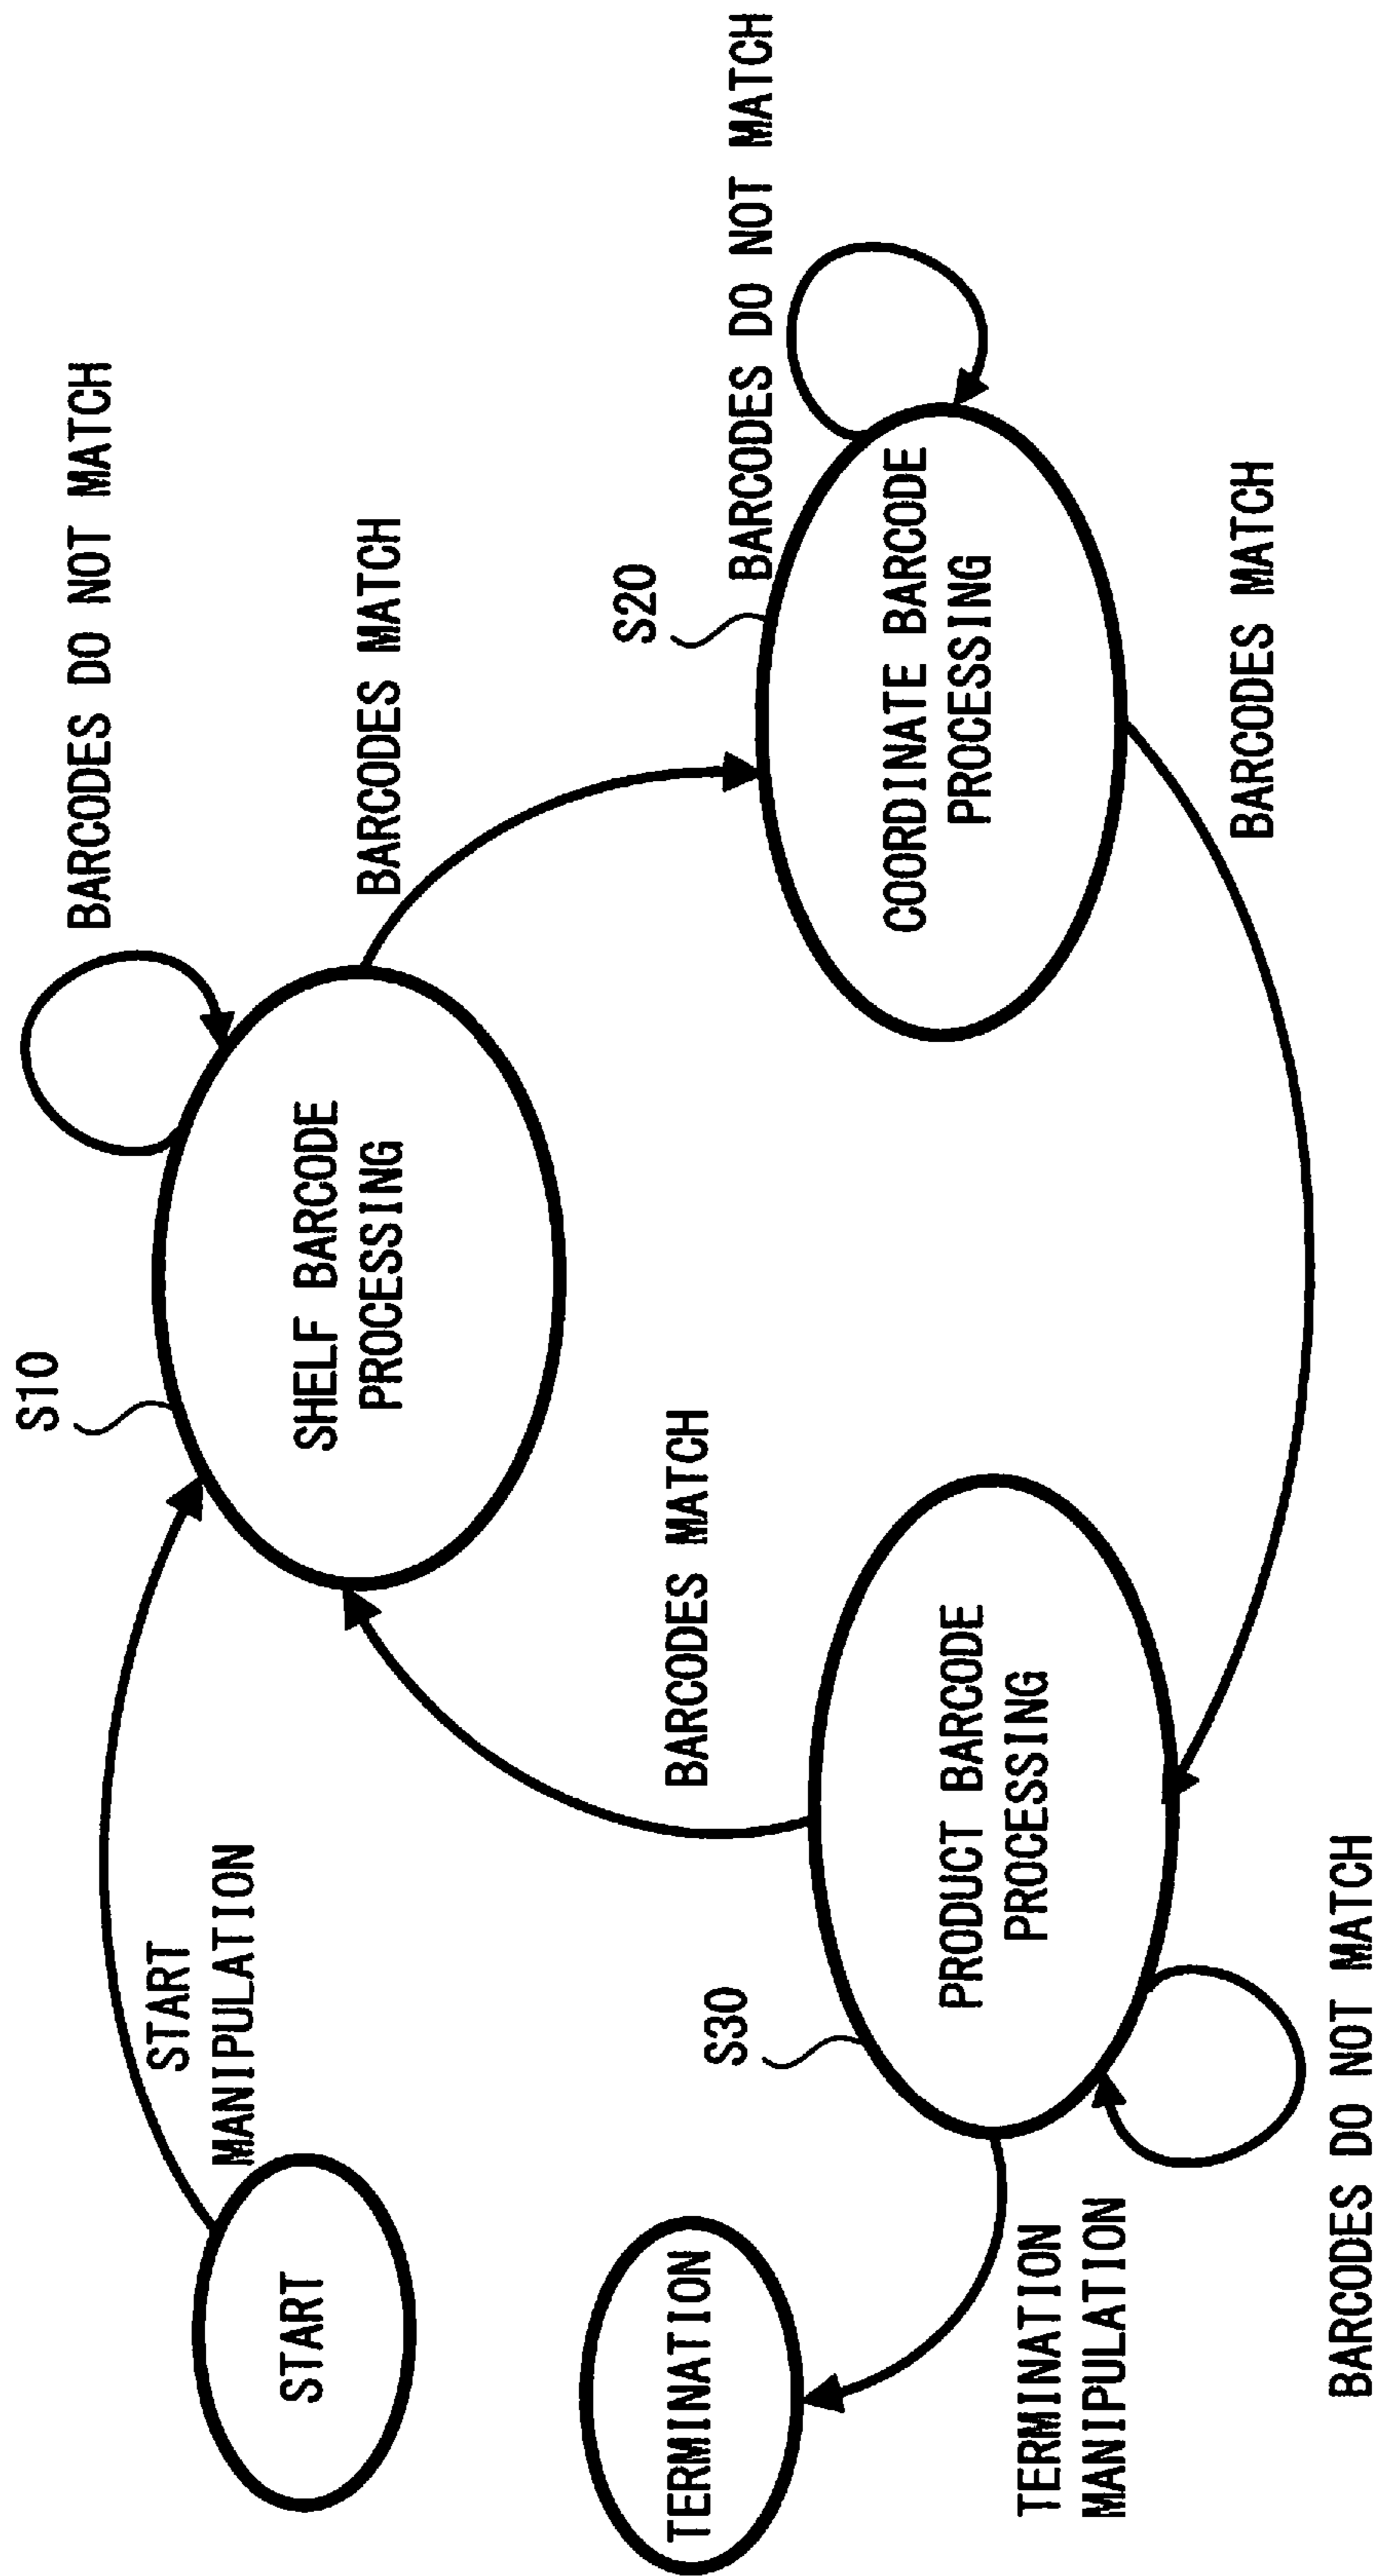 BARCODES DO NOT MATCH
S10
SHELF BARCODE
PROCESSING
START
MANIPULATION
START
BARCODES MATCH
S20
BARCODES DO NOT MATCH
COORDINATE BARCODE
PROCESSING
BARCODES MATCH
BARCODES MATCH
S30
PRODUCT BARCODE
PROCESSING
TERMINATION
TERMINATION
MANIPULATION
BARCODES DO NOT MATCH